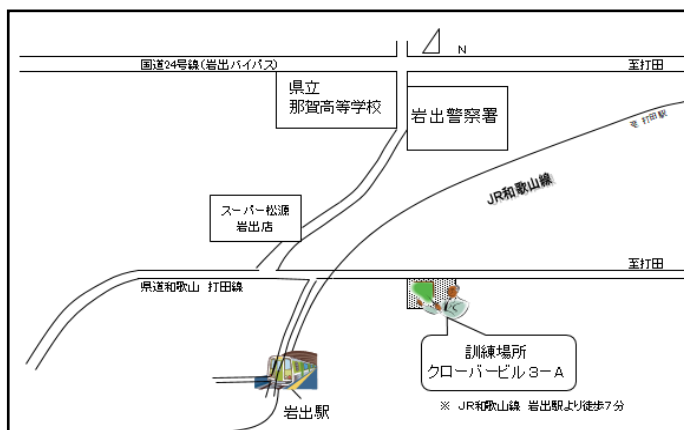 N
国道24号線(岩出バイパス)
至打田
県立
那賀高等学校
岩出警察署
至 打田駅
JR和歌山線
スーパー松源
岩出店
至打田
県道和歌山 打田線
訓練場所
クローバービル3-A
岩出駅
※ JR和歌山線 岩出駅より徒歩7分